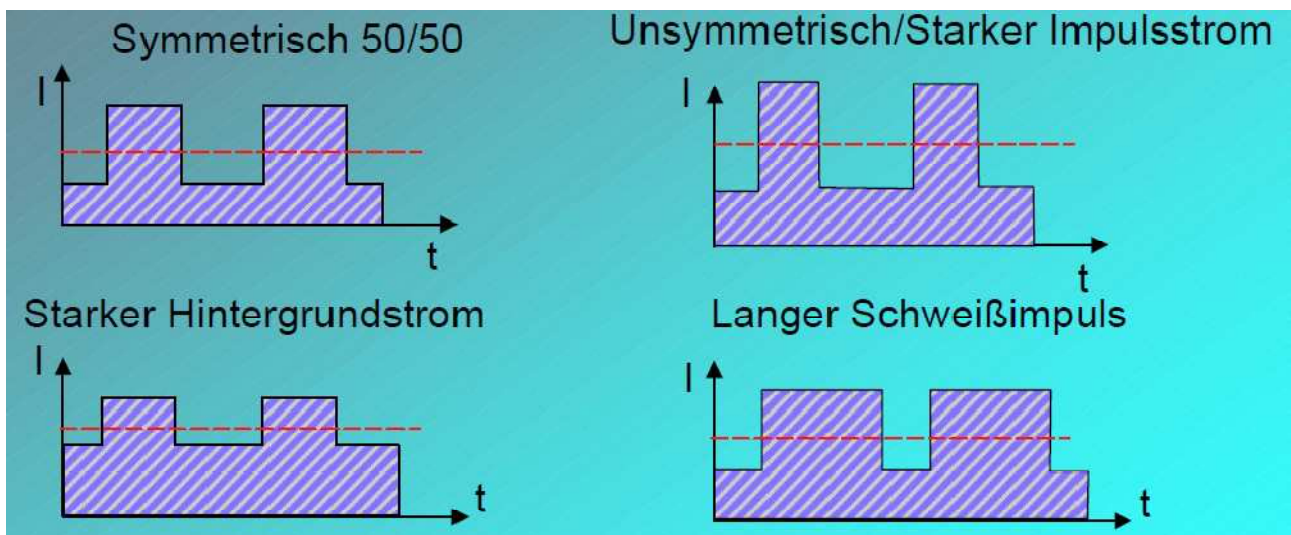 Symmetrisch 50/50
I
t
Unsymmetrisch/Starker Impulsstrom
I
t
Starker Hintergrundstrom
I
t
Langer Schweißimpuls
I
t